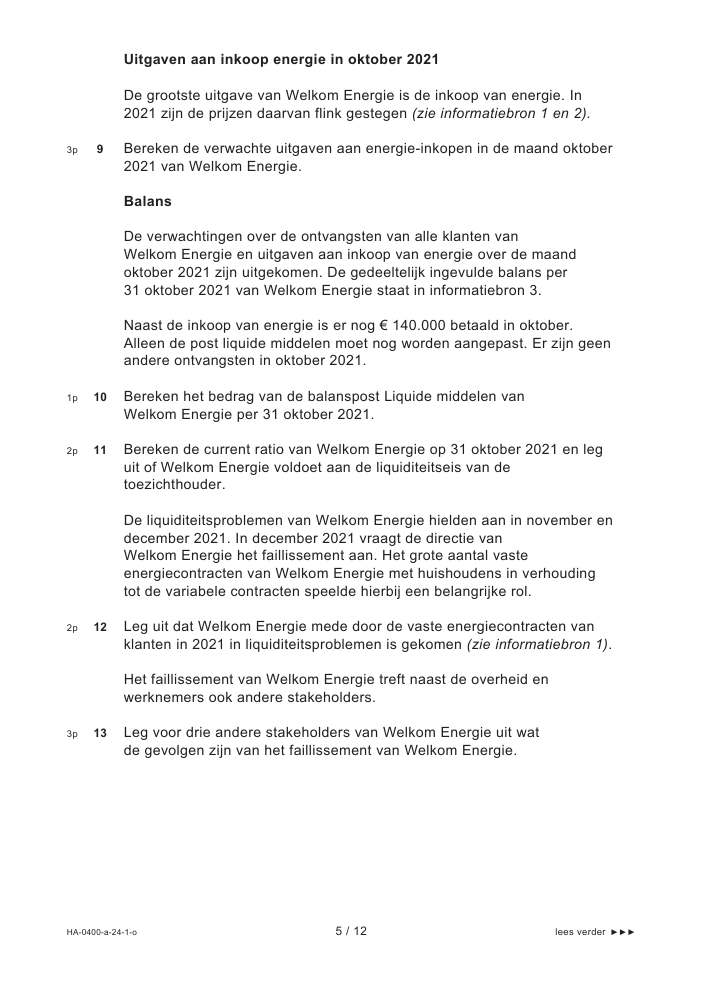 Uitgaven aan inkoop energie in oktober 2021
De grootste uitgave van Welkom Energie is de inkoop van energie. In
2021 zijn de prijzen daarvan flink gestegen (zie informatiebron 1 en 2).
3p 9 Bereken de verwachte uitgaven aan energie-inkopen in de maand oktober
2021 van Welkom Energie.
Balans
De verwachtingen over de ontvangsten van alle klanten van
Welkom Energie en uitgaven aan inkoop van energie over de maand
oktober 2021 zijn uitgekomen. De gedeeltelijk ingevulde balans per
31 oktober 2021 van Welkom Energie staat in informatiebron 3.
Naast de inkoop van energie is er nog € 140.000 betaald in oktober.
Alleen de post liquide middelen moet nog worden aangepast. Er zijn geen
andere ontvangsten in oktober 2021.
1p 10 Bereken het bedrag van de balanspost Liquide middelen van
Welkom Energie per 31 oktober 2021.
2p 11 Bereken de current ratio van Welkom Energie op 31 oktober 2021 en leg
uit of Welkom Energie voldoet aan de liquiditeitseis van de
toezichthouder.
De liquiditeitsproblemen van Welkom Energie hielden aan in november en
december 2021. In december 2021 vraagt de directie van
Welkom Energie het faillissement aan. Het grote aantal vaste
energiecontracten van Welkom Energie met huishoudens in verhouding
tot de variabele contracten speelde hierbij een belangrijke rol.
2p 12 Leg uit dat Welkom Energie mede door de vaste energiecontracten van
klanten in 2021 in liquiditeitsproblemen is gekomen (zie informatiebron 1).
Het faillissement van Welkom Energie treft naast de overheid en
werknemers ook andere stakeholders.
3p 13 Leg voor drie andere stakeholders van Welkom Energie uit wat
de gevolgen zijn van het faillissement van Welkom Energie.
HA-0400-a-24-1-o 5 / 12 lees verder ►►►